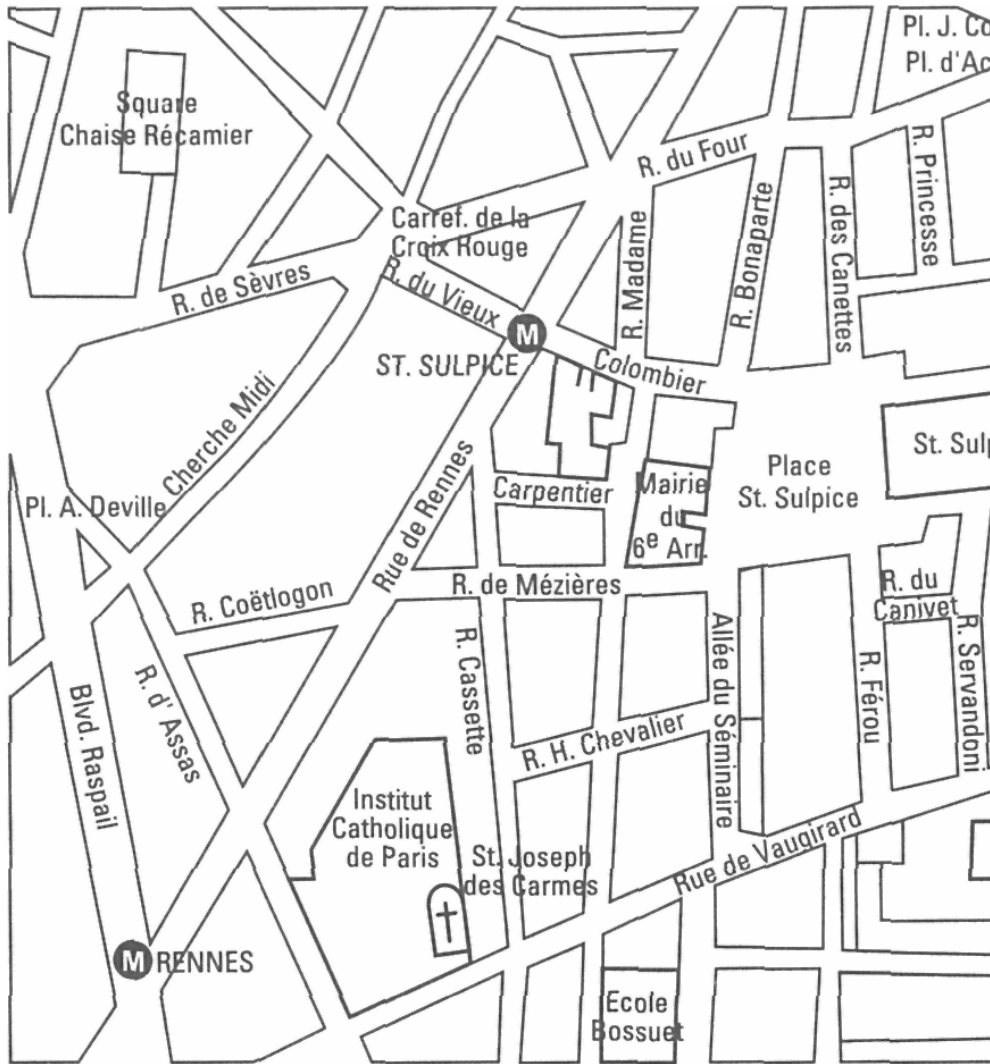 Pl. J. Co
Pl. d'Ac
Square
Chaise Récamier
R. du Four
R. Princesse
R. des Canettes
R. Bonaparte
R. Madame
Carref. de la
Croix Rouge
R. de Sèvres
R. du Vieux
Colombier
M
ST. SULPICE
Cherche Midi
Rue de Rennes
Carpentier
Mairie
du
6e Arr.
Place
St. Sulpice
St. Sulp
Pl. A. Deville
R. Coëtlogon
R. de Mézières
R. du
Canivet
R. Servandoni
R. Férou
Allée du Séminaire
R. Cassette
R. H. Chevalier
R. d' Assas
Blvd. Raspail
Institut
Catholique
de Paris
St. Joseph
des Carmes
Rue de Vaugirard
M RENNES
Ecole
Bossuet